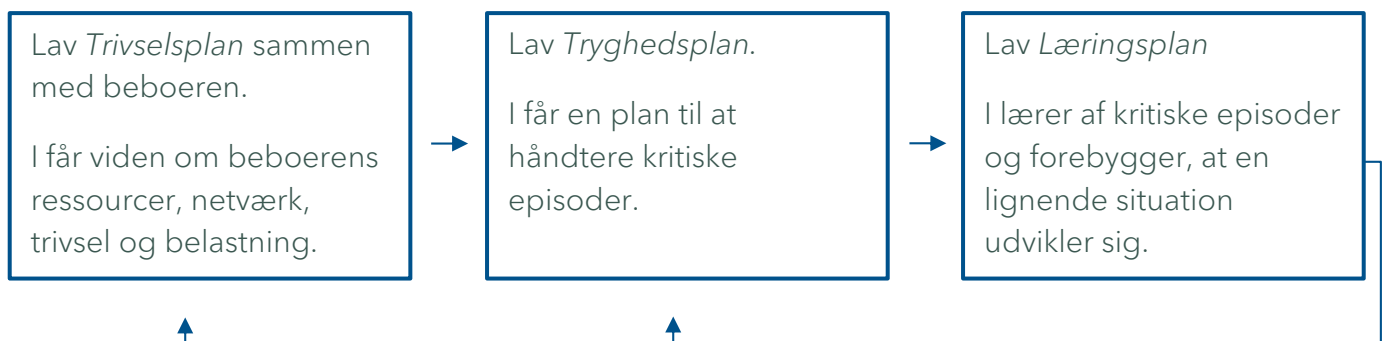 Lav Trivselsplan sammen
med beboeren.
I får viden om beboerens
ressourcer, netværk,
trivsel og belastning.
Lav Tryghedsplan.
I får en plan til at
håndtere kritiske
episoder.
Lav Læringsplan
I lærer af kritiske episoder
og forebygger, at en
lignende situation
udvikler sig.